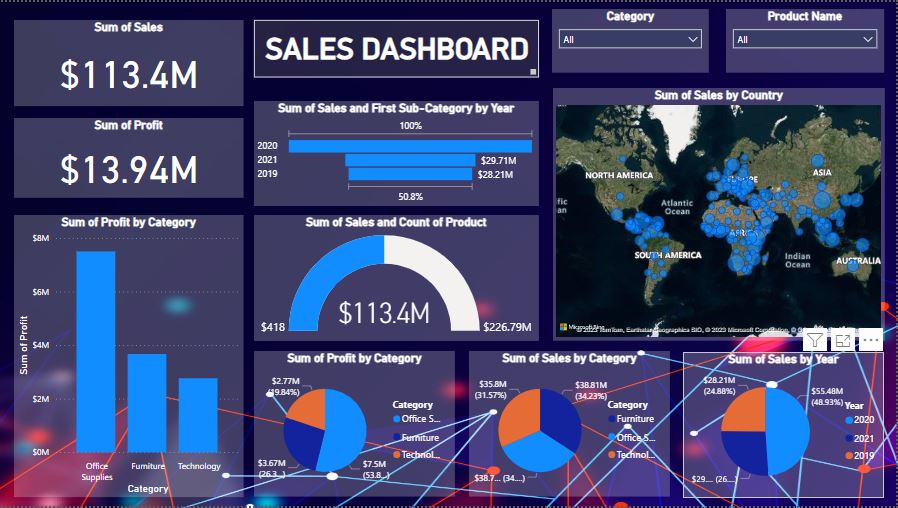 Sum of Sales
$113.4M
Sum of Profit
$13.94M
SALES DASHBOARD
Category
All
Product Name
All
Sum of Sales and First Sub-Category by Year
100%
2020
2021
$29.71M
2019
$28.21M
50.8%
Sum of Sales by Country
NORTH AMERICA
EUROPE
ASIA
Atlantic
Ocean
AFRICA
SOUTH AMERICA
Indian
Ocean
AUSTRALIA
fic
an
Microsoft Bing
© 2023 TomTom, Earthstar Geographics SIO, © 2023 Microsoft Corporation, ©
Sum of Profit by Category
$8M
$6M
$4M
$2M
$0M
Sum of Profit
Office
Supplies
Furniture
Technology
Category
Sum of Sales and Count of Product
$113.4M
$418
$226.79M
Sum of Profit by Category
$2.77M
(19.84%)
$3.67M
(26.3...)
$7.5M
(53.8...)
Category
Office S...
Furniture
Technol...
Sum of Sales by Category
$35.8M
(31.57%)
$38.81M
(34.23%)
$38.7... (34....)
Category
Furniture
Office S...
Technol...
Sum of Sales by Year
$28.21M
(24.88%)
$55.48M
(48.93%)
$29.... (26....)
Year
2020
2021
2019